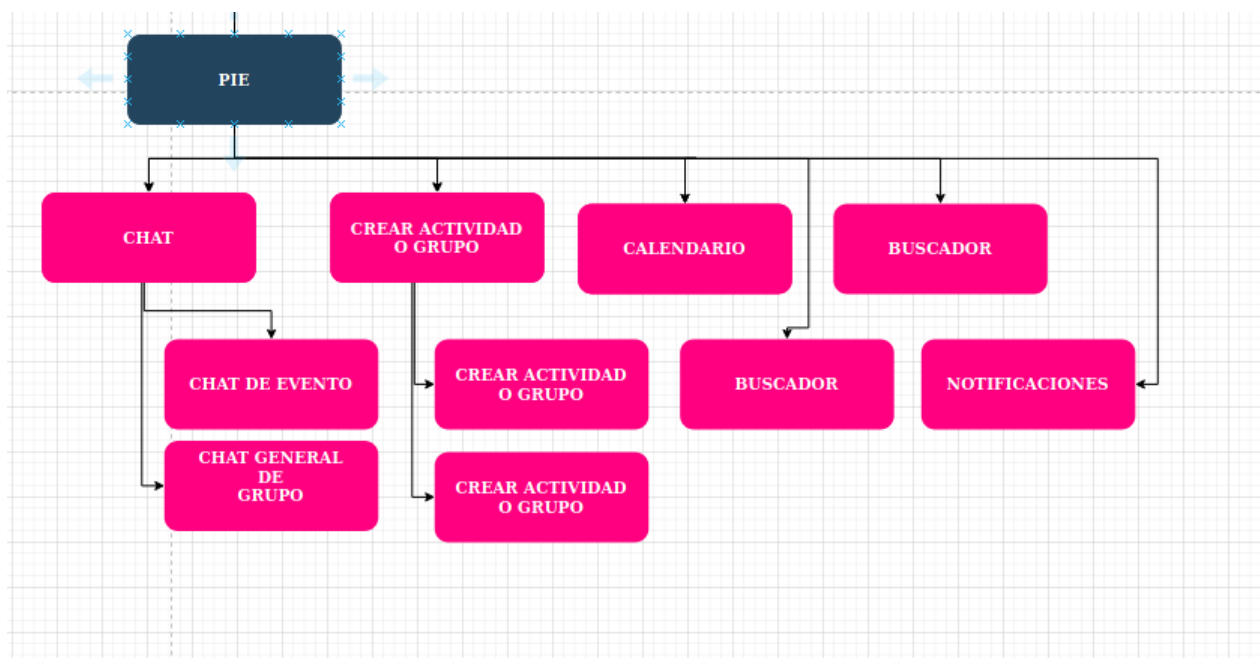 PIE
CHAT
CREAR ACTIVIDAD
O GRUPO
CALENDARIO
BUSCADOR
CHAT DE EVENTO
CREAR ACTIVIDAD
O GRUPO
BUSCADOR
NOTIFICACIONES
CHAT GENERAL
DE
GRUPO
CREAR ACTIVIDAD
O GRUPO